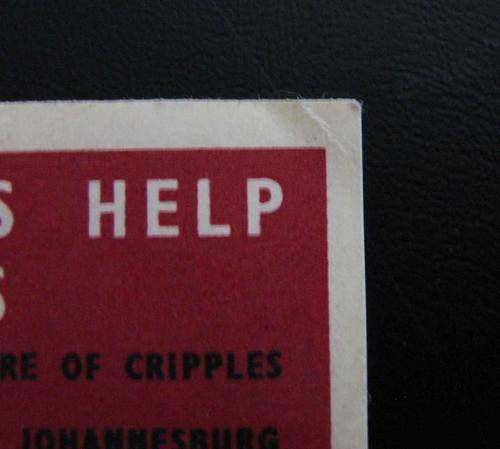 S HELP
S
RE OF CRIPPLES
JOHANNESBURG